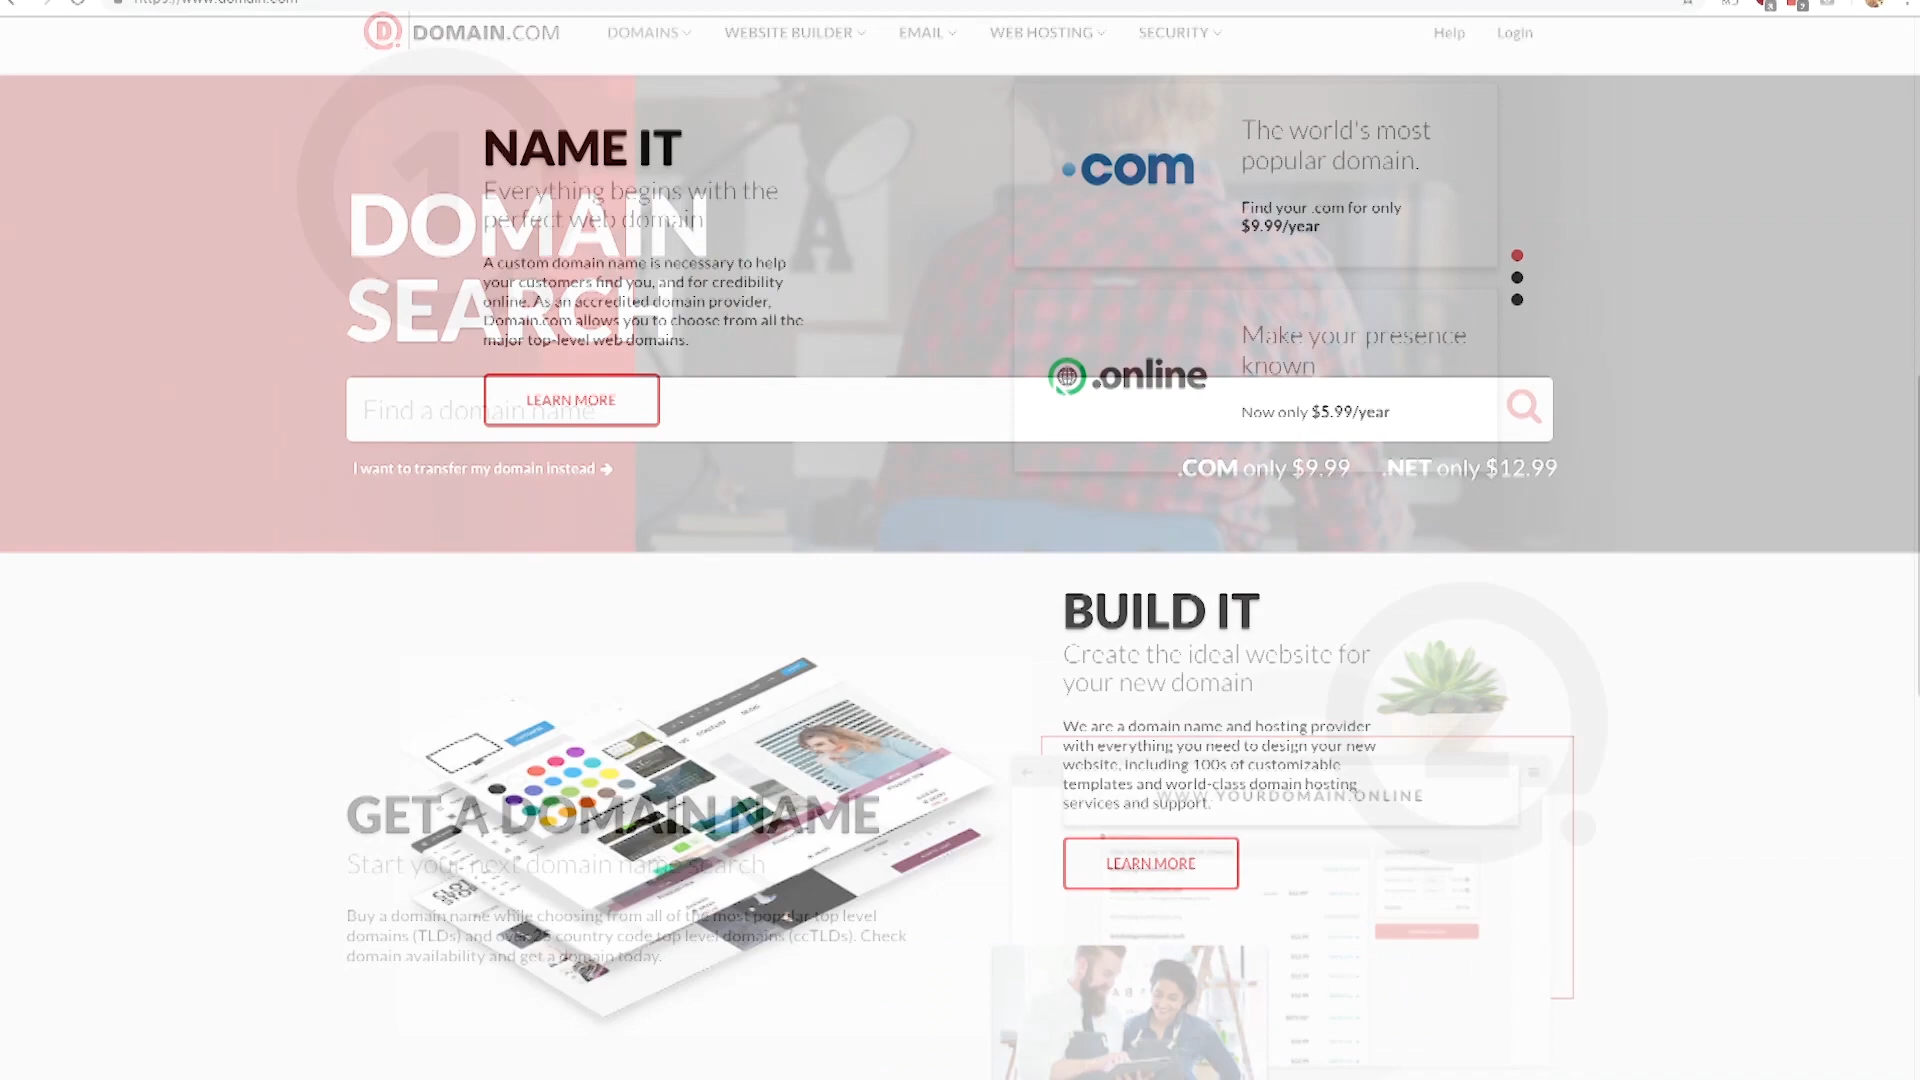 https://www.domain.com
DOMAIN.COM
DOMAINS
WEBSITE BUILDER
EMAIL
WEB HOSTING
SECURITY
Help
Login
1
NAME IT
Everything begins with the
perfect web domain
A custom domain name is necessary to help
your customers find you, and for credibility
online. As an accredited domain provider,
Domain.com allows you to choose from all the
major top-level web domains.
LEARN MORE
DOMAIN
SEARCH
Find a domain name
I want to transfer my domain instead
.com
The world's most
popular domain.
Find your .com for only
$9.99/year
.online
Make your presence
known
Now only $5.99/year
.COM only $9.99
.NET only $12.99
BUILD IT
Create the ideal website for
your new domain
We are a domain name and hosting provider
with everything you need to design your new
website, including 100s of customizable
templates and world-class domain hosting
services and support.
LEARN MORE
2
WWW.YOURDOMAIN.ONLINE
GET A DOMAIN NAME
Start your next domain name search
Buy a domain name while choosing from all of the most popular top level
domains (TLDs) and over 25 country code top level domains (ccTLDs). Check
domain availability and get a domain today.